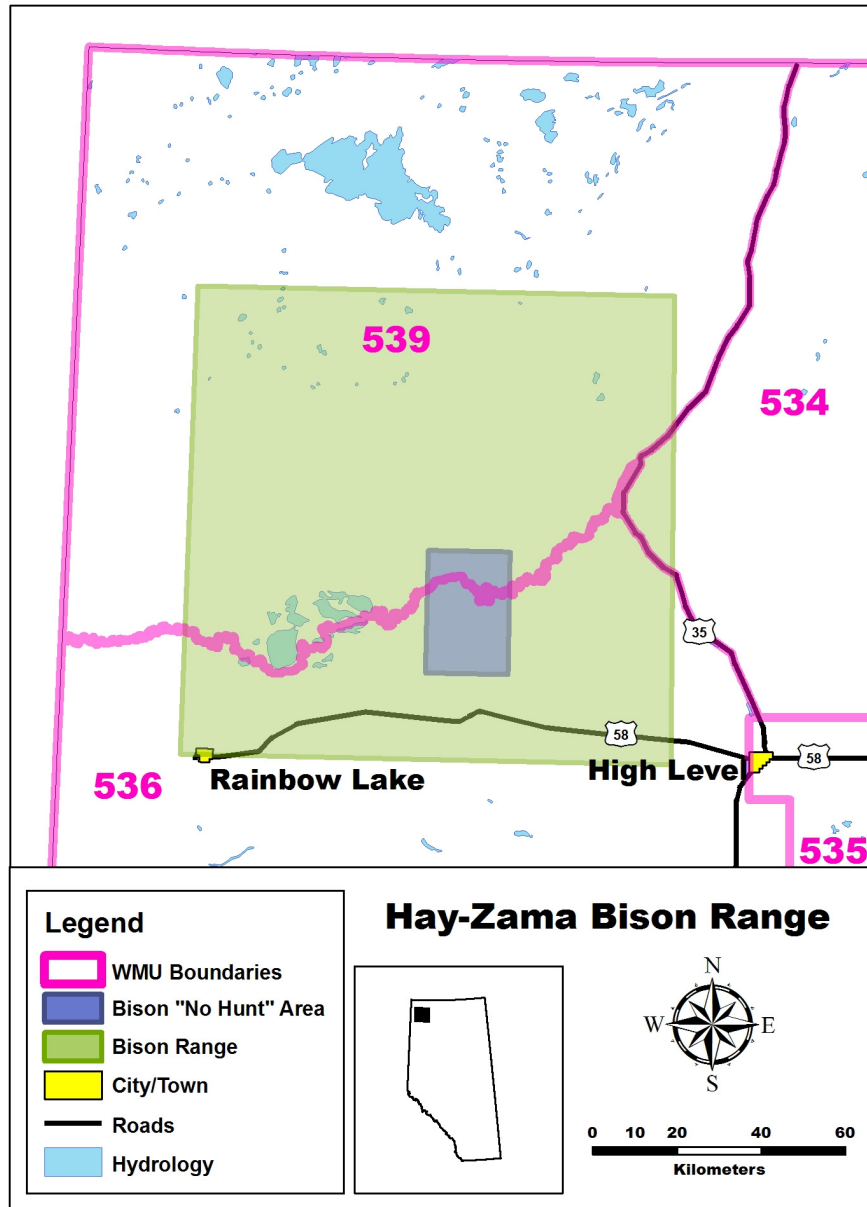 539
534
35
58
58
Rainbow Lake
High Level
536
535
Legend
WMU Boundaries
Bison "No Hunt" Area
Bison Range
City/Town
Roads
Hydrology
Hay-Zama Bison Range
N
W
E
S
0 10 20 40 60
Kilometers